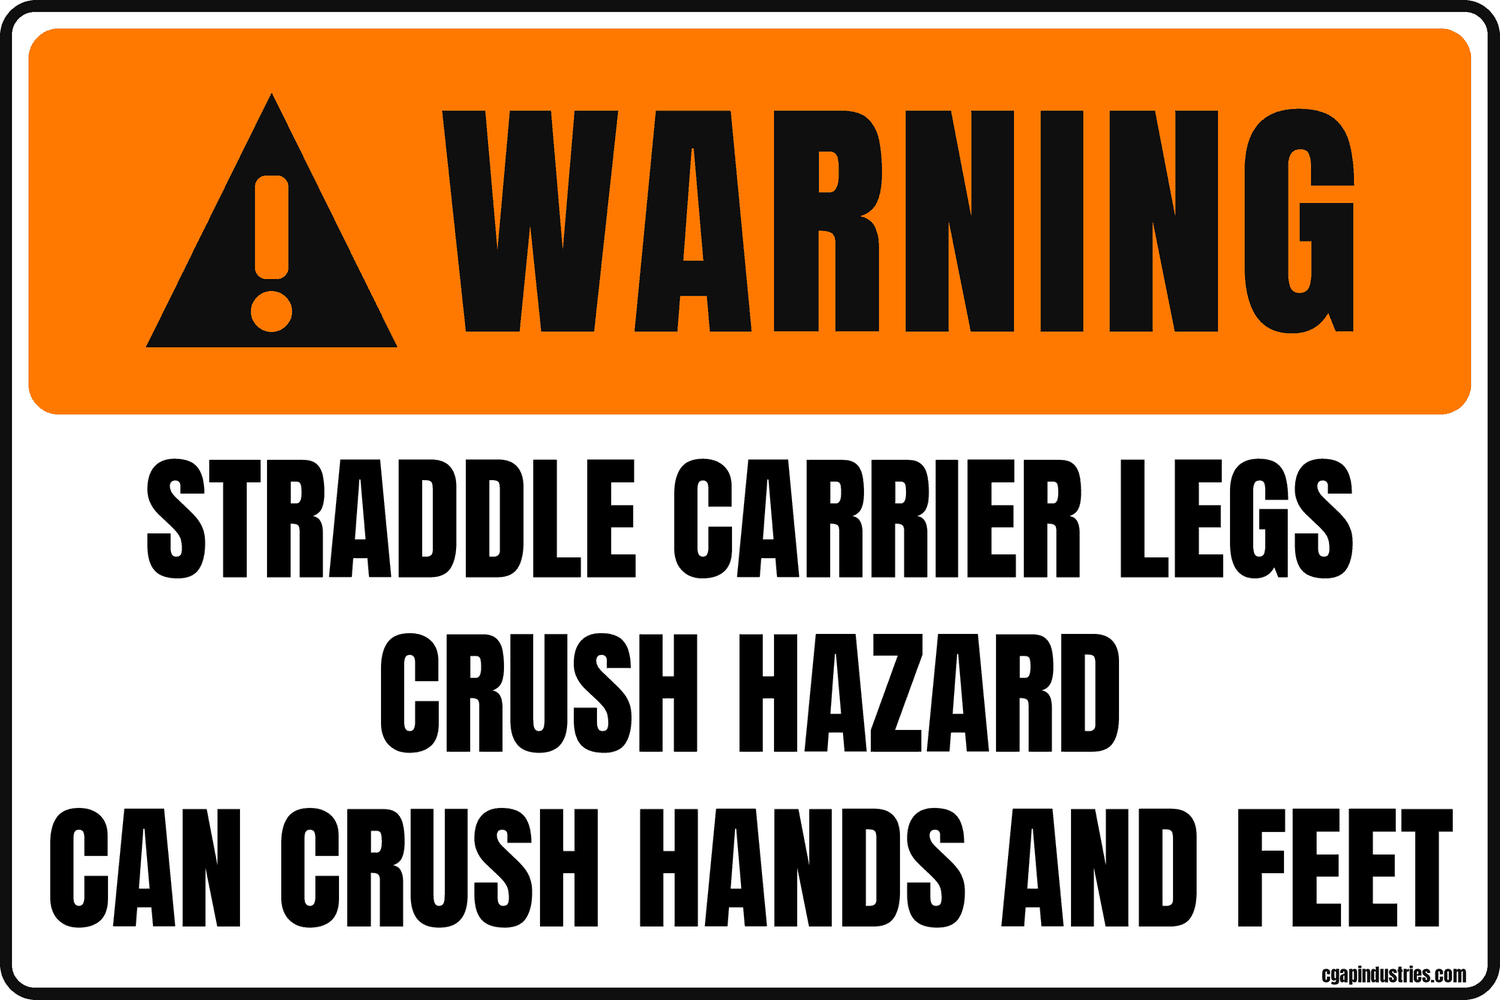 WARNING
STRADDLE CARRIER LEGS
CRUSH HAZARD
CAN CRUSH HANDS AND FEET
cgapindustries.com